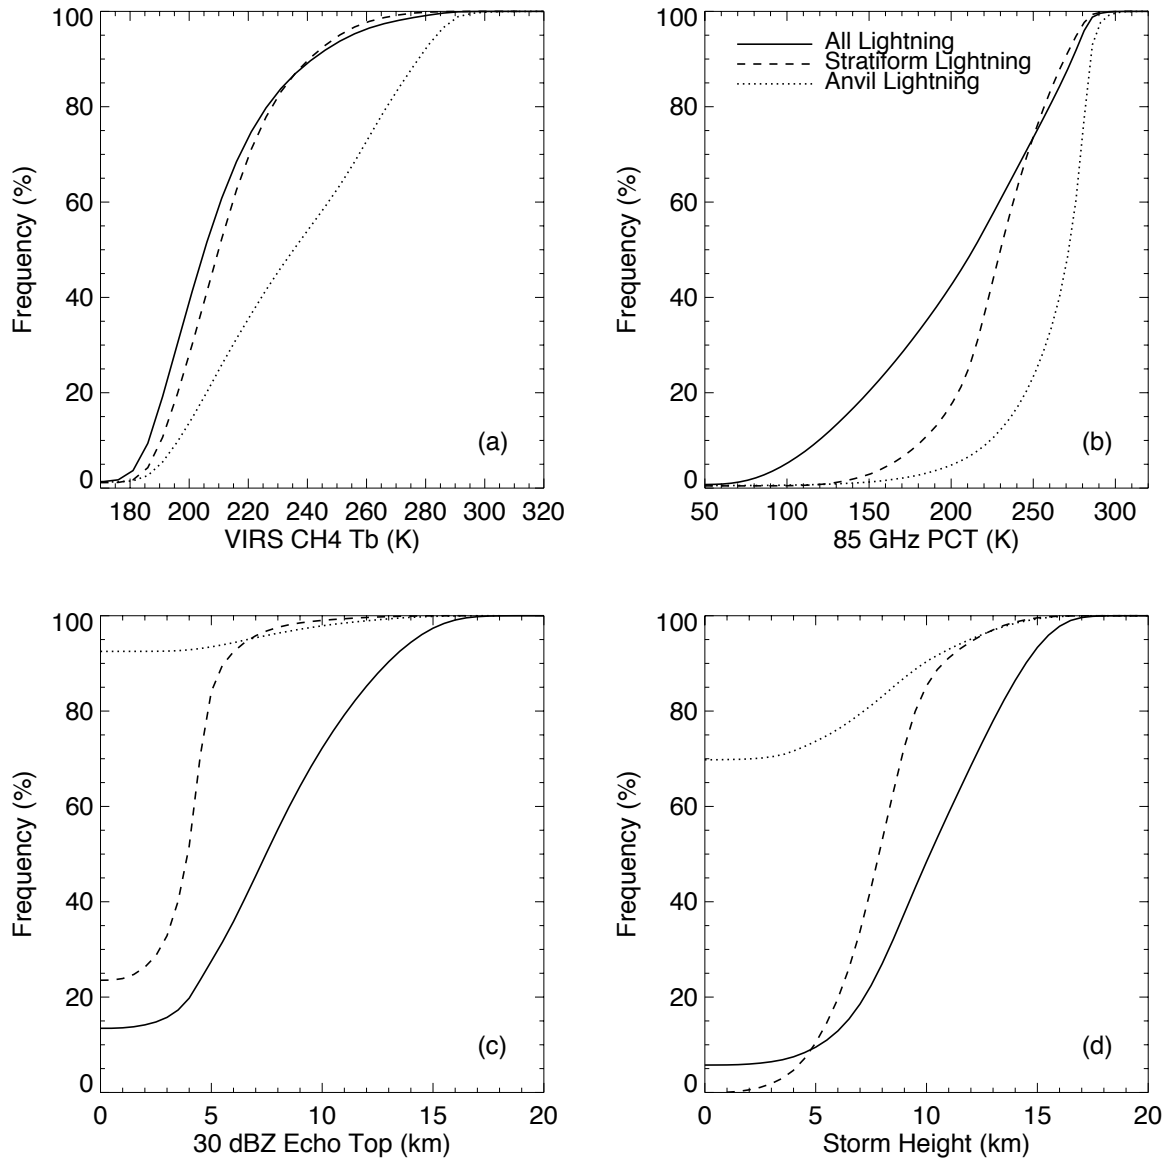 100
80
60
40
20
0
Frequency (%)
(a)
180 200 220 240 260 280 300 320
VIRS CH4 Tb (K)
100
80
60
40
20
0
Frequency (%)
All Lightning
Stratiform Lightning
Anvil Lightning
(b)
50 100 150 200 250 300
85 GHz PCT (K)
100
80
60
40
20
0
Frequency (%)
(c)
0 5 10 15 20
30 dBZ Echo Top (km)
100
80
60
40
20
0
Frequency (%)
(d)
0 5 10 15 20
Storm Height (km)